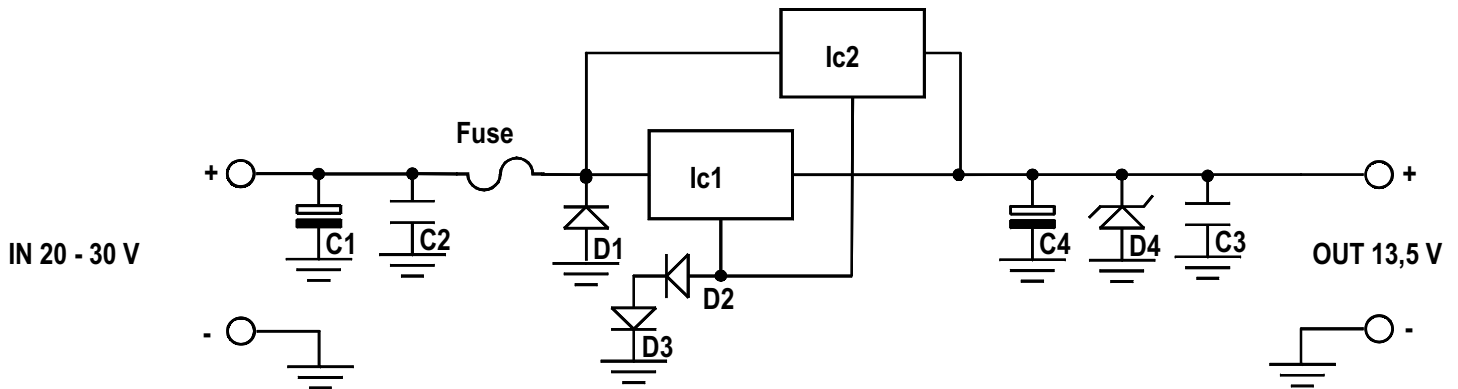 Ic2
Fuse
+
Ic1
+
C1
C2
D1
C4
D4
C3
IN 20 - 30 V
OUT 13,5 V
D2
-
D3
-